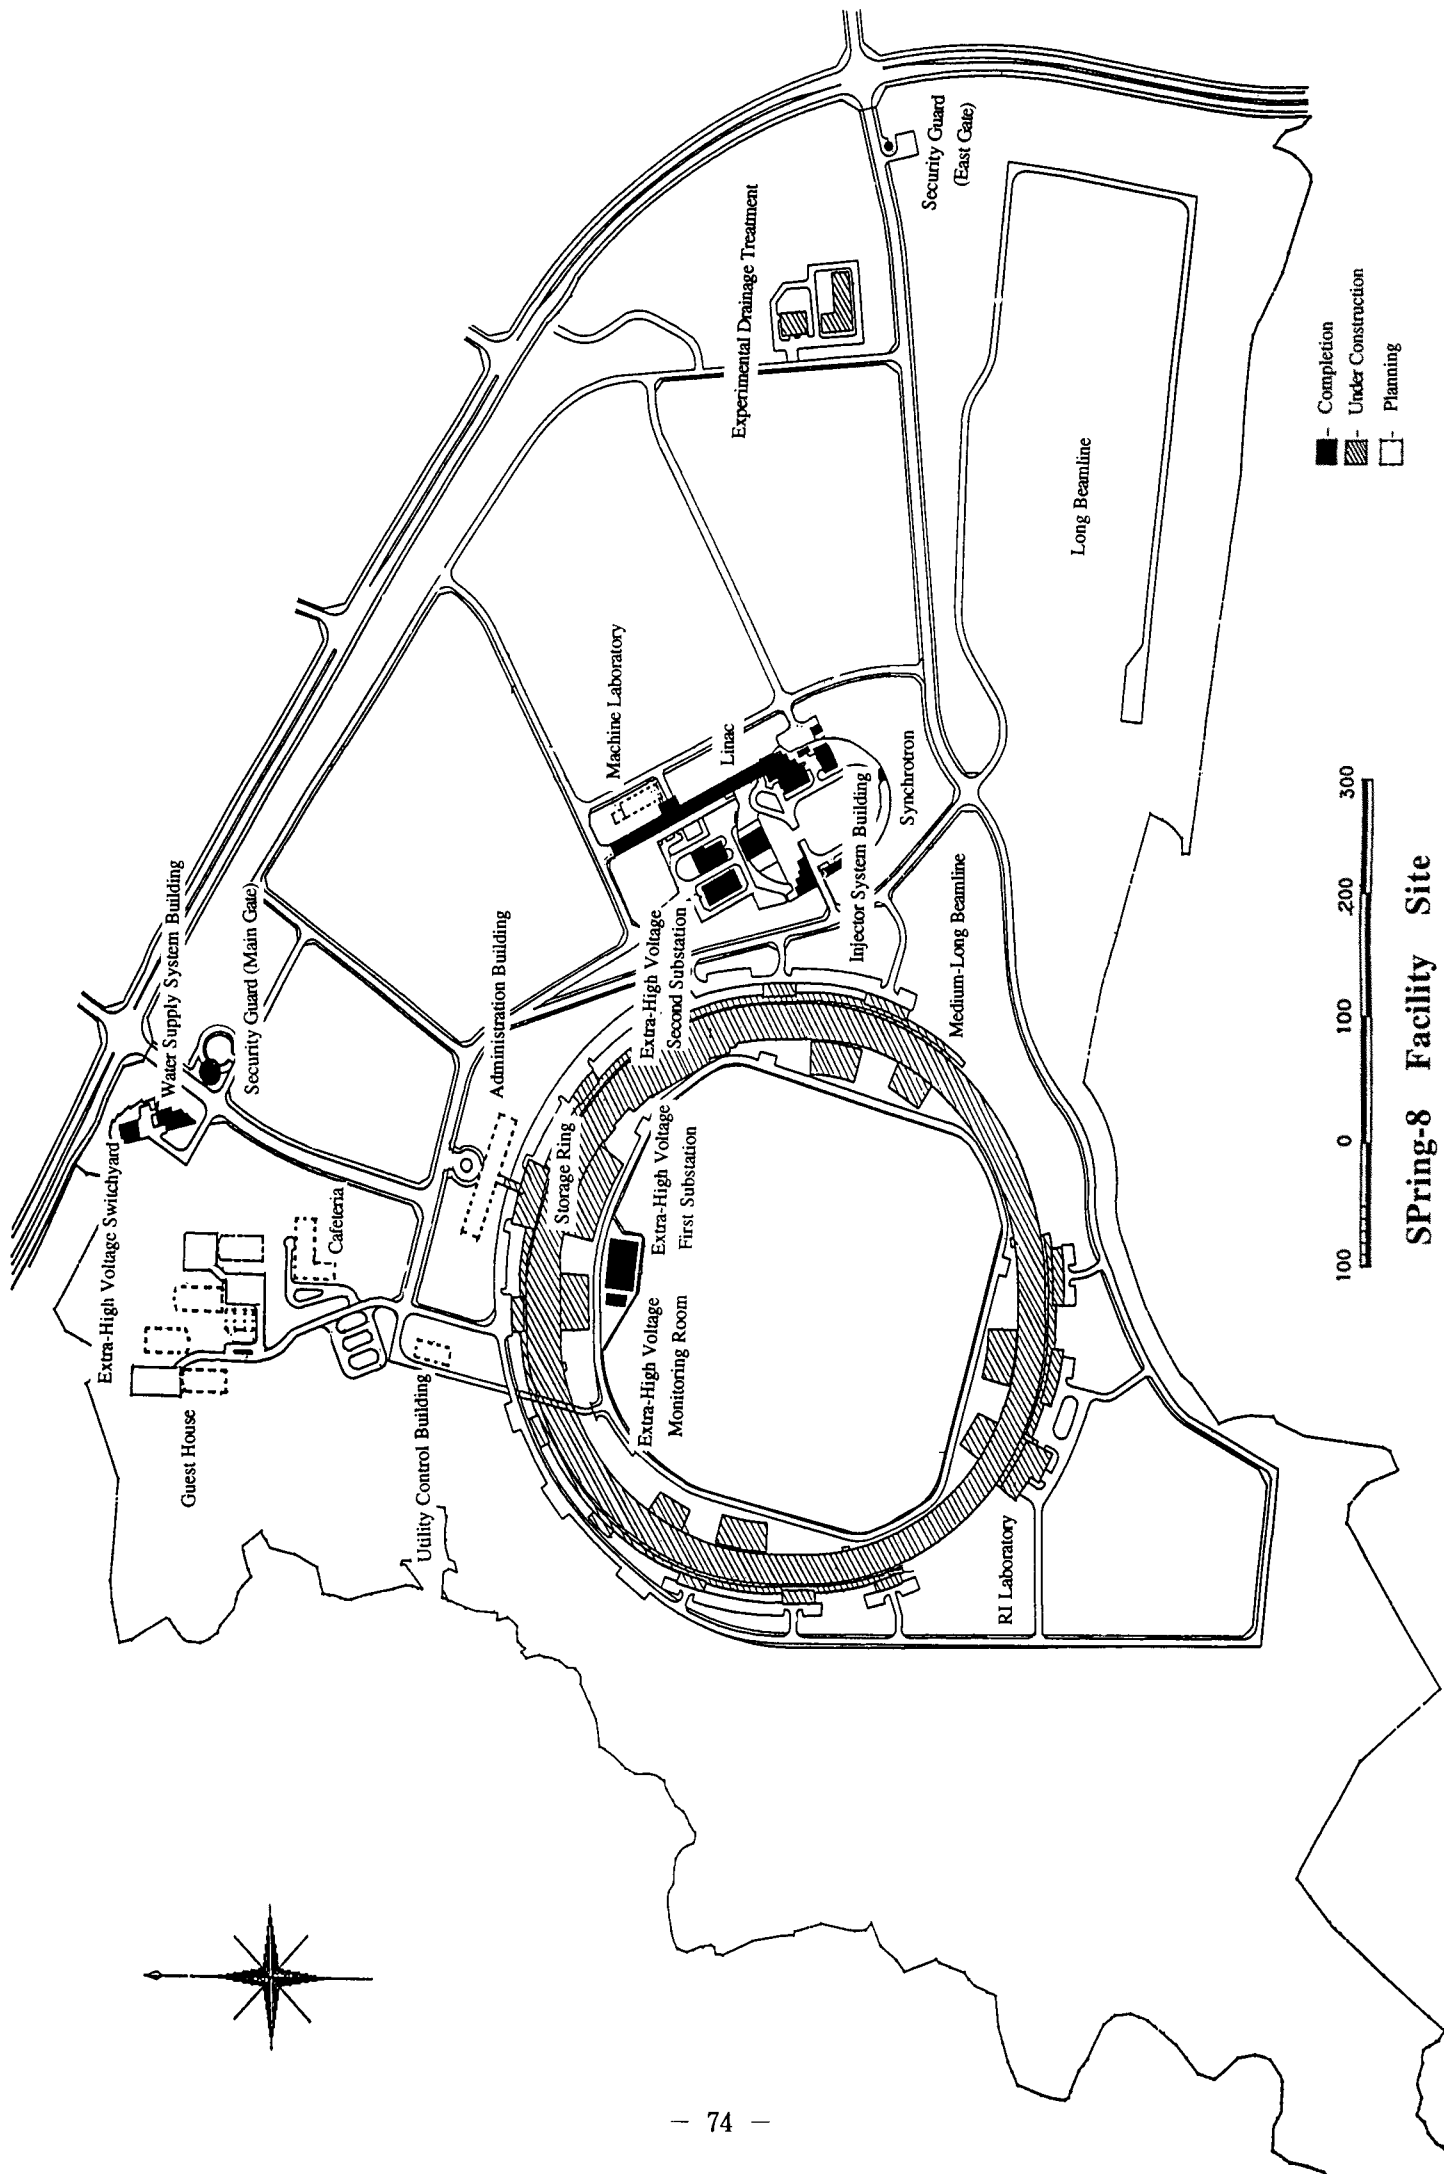 Extra-High Voltage Switchyard
Water Supply System Building
Security Guard (Main Gate)
Guest House
Cafeteria
Utility Control Building
Administration Building
Storage Ring
Extra-High Voltage
Monitoring Room
Extra-High Voltage
First Substation
Extra-High Voltage
Second Substation
Machine Laboratory
Linac
Experimental Drainage Treatment
Security Guard
(East Gate)
Injector System Building
Synchrotron
Medium-Long Beamline
Long Beamline
RI Laboratory
- Completion
- Under Construction
- Planning
100 0 100 200 300
SPring-8 Facility Site
— 74 —